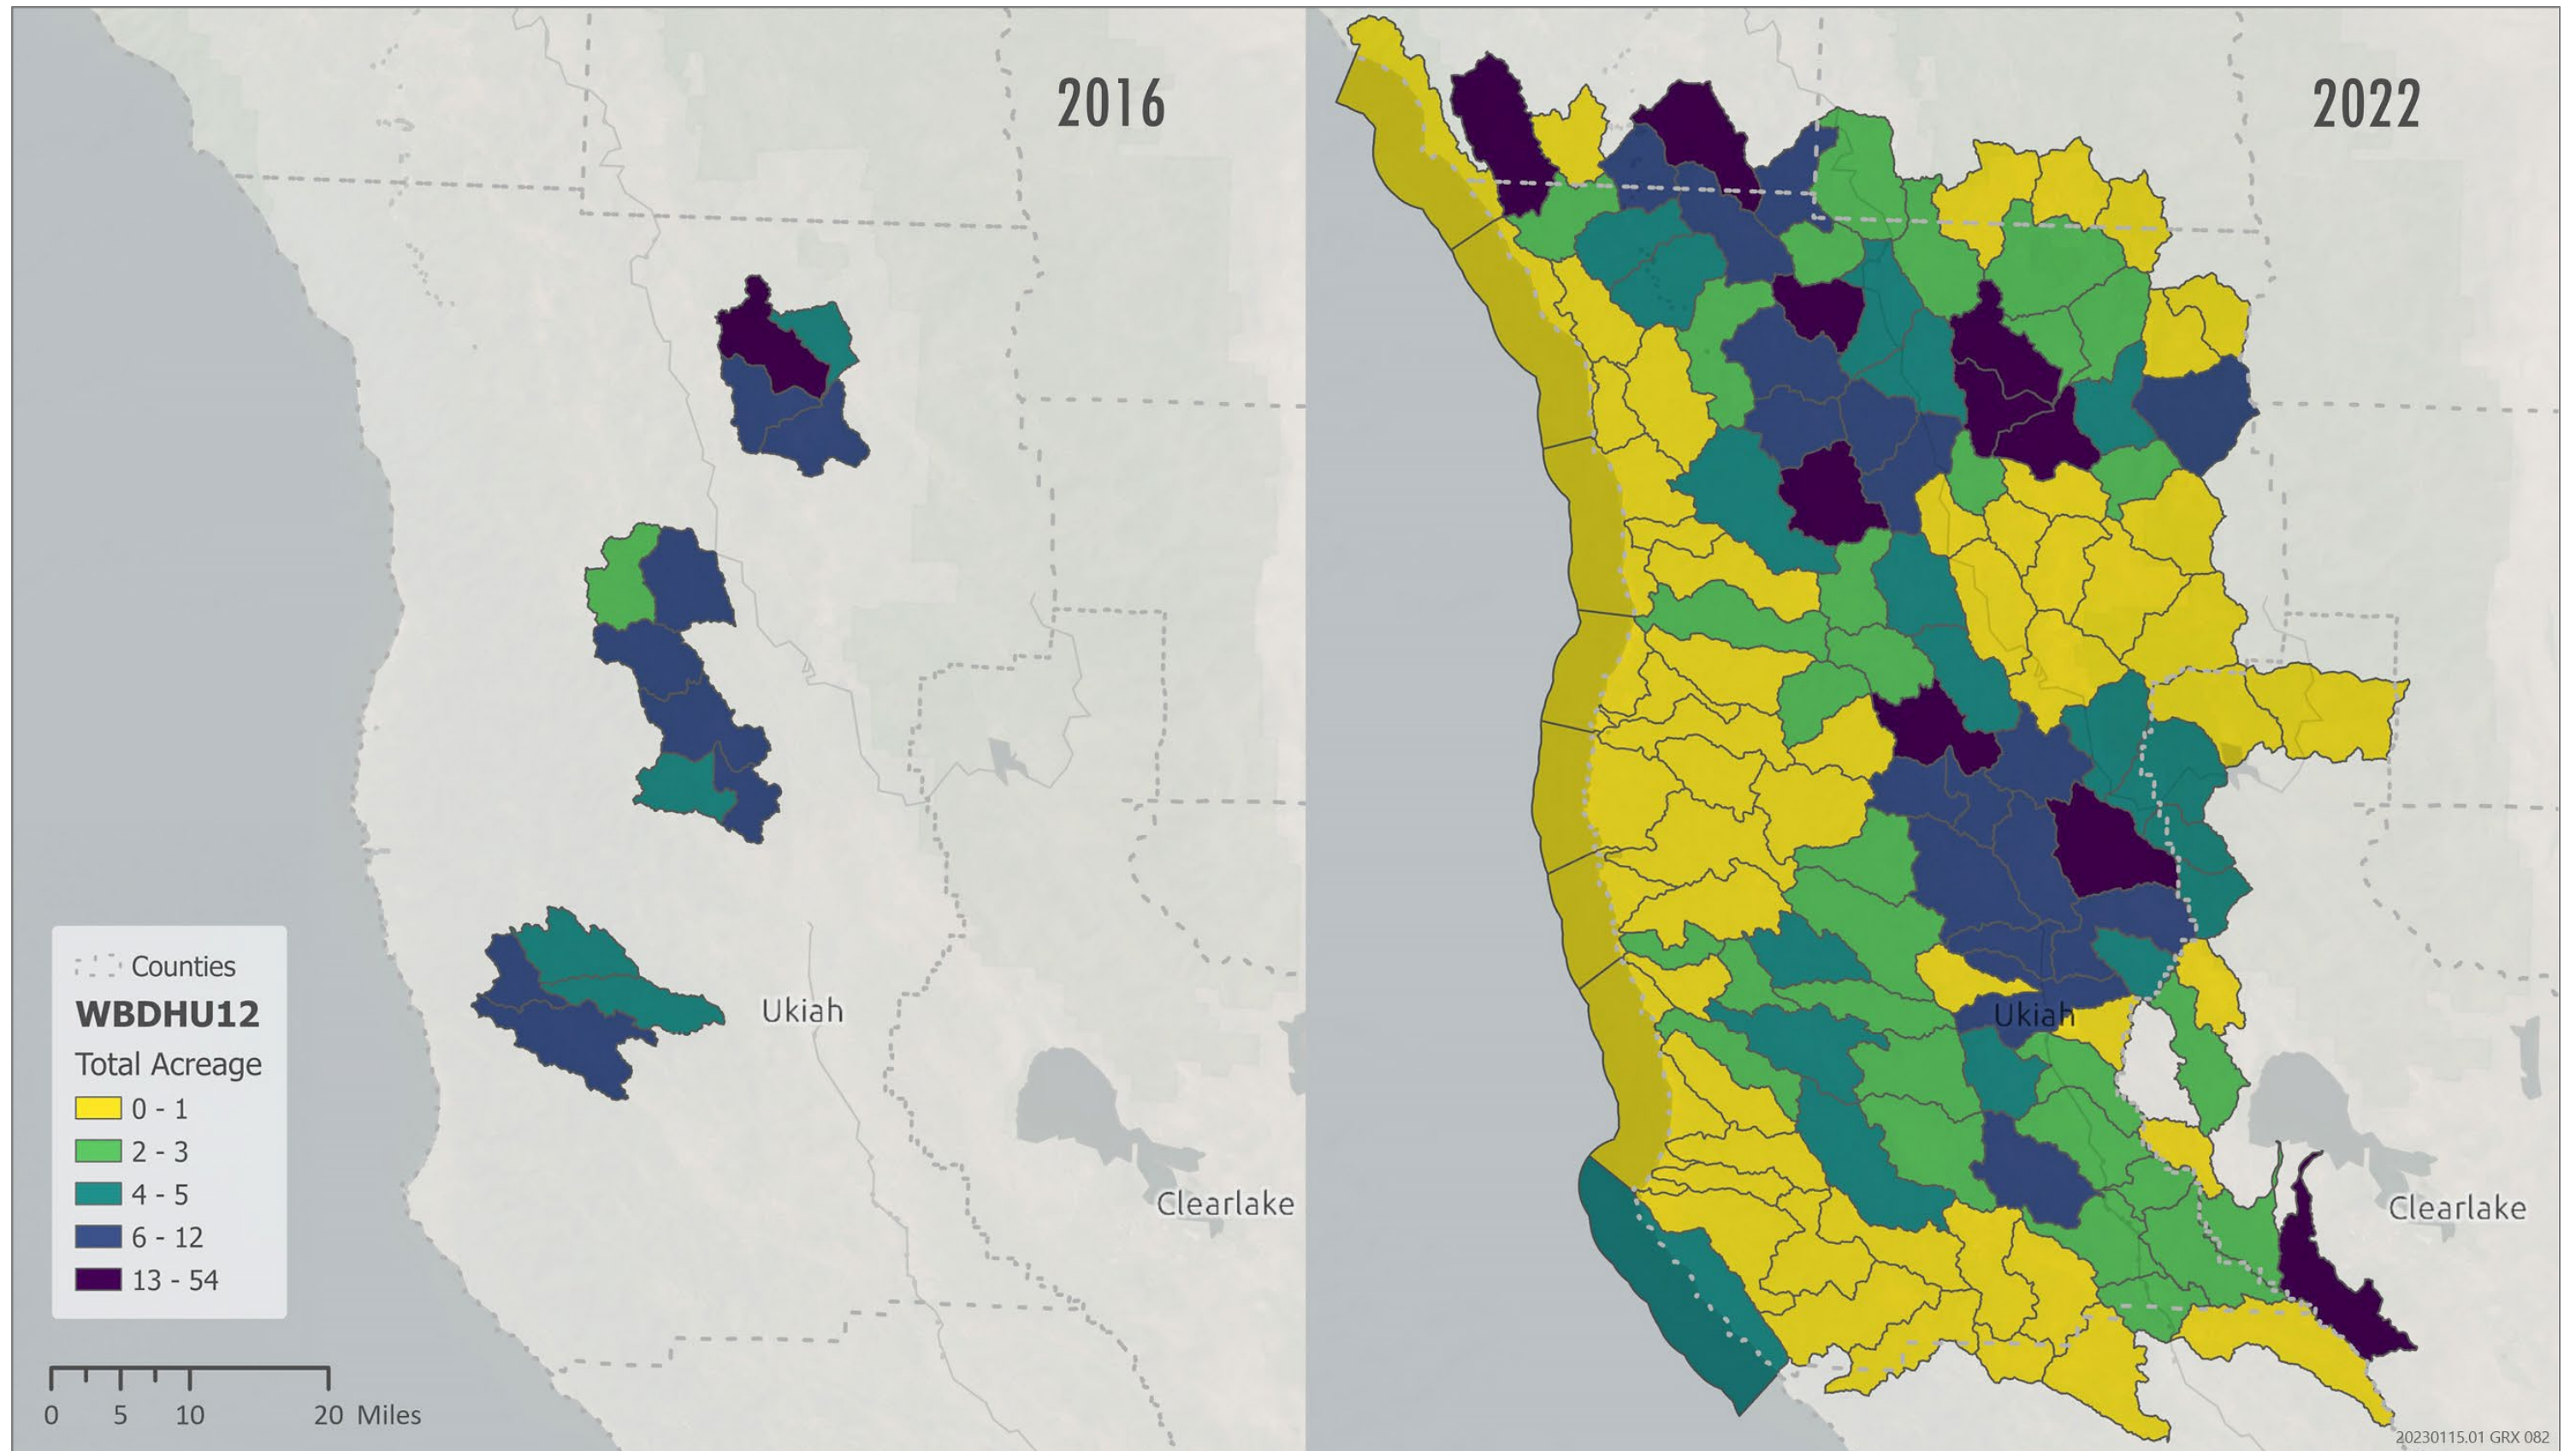 2016
2022
Ukiah
Clearlake
Ukiah
Clearlake
Counties
WBDHU12
Total Acreage
0 - 1
2 - 3
4 - 5
6 - 12
13 - 54
0 5 10 20 Miles
20230115.01 GRX 082